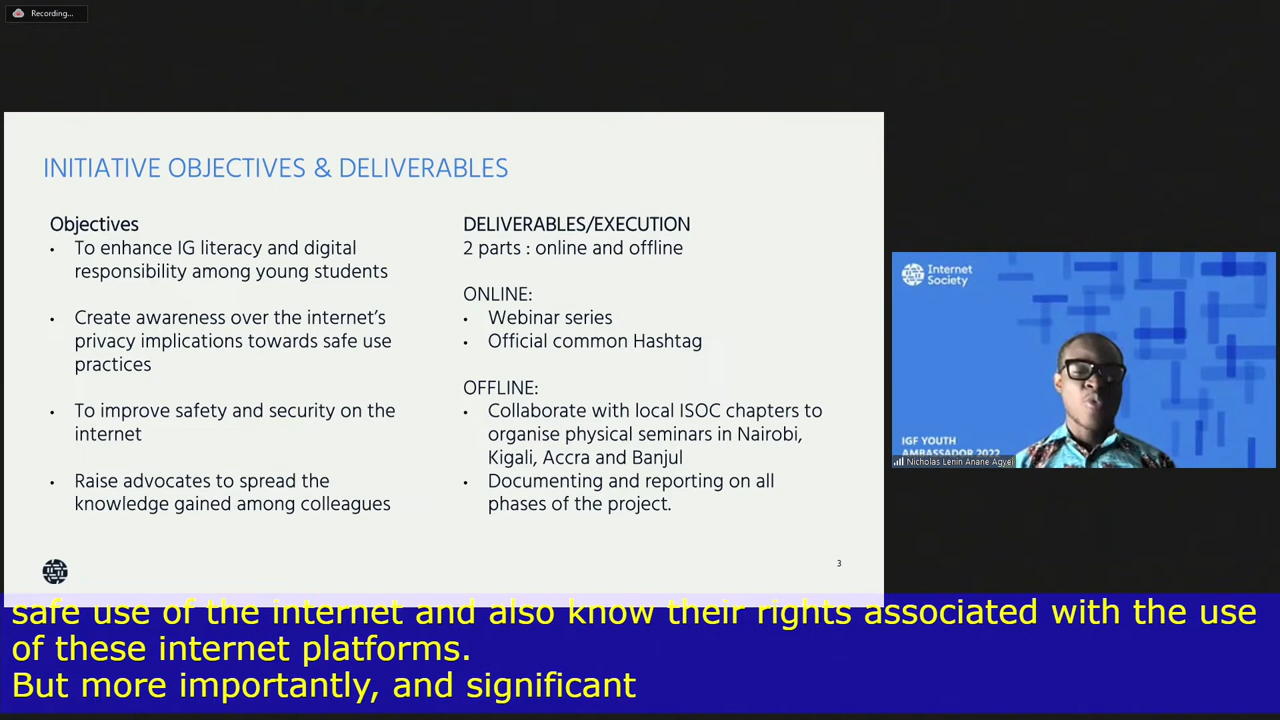 Recording...
INITIATIVE OBJECTIVES & DELIVERABLES
Objectives
• To enhance IG literacy and digital
responsibility among young students
• Create awareness over the internet’s
privacy implications towards safe use
practices
• To improve safety and security on the
internet
• Raise advocates to spread the
knowledge gained among colleagues
DELIVERABLES/EXECUTION
2 parts : online and offline
ONLINE:
• Webinar series
• Official common Hashtag
OFFLINE:
• Collaborate with local ISOC chapters to
organise physical seminars in Nairobi,
Kigali, Accra and Banjul
• Documenting and reporting on all
phases of the project.
3
Internet
Society
IGF YOUTH
AMBASSADOR 2022
Nicholas Lenin Anane Agyei
safe use of the internet and also know their rights associated with the use
of these internet platforms.
But more importantly, and significant